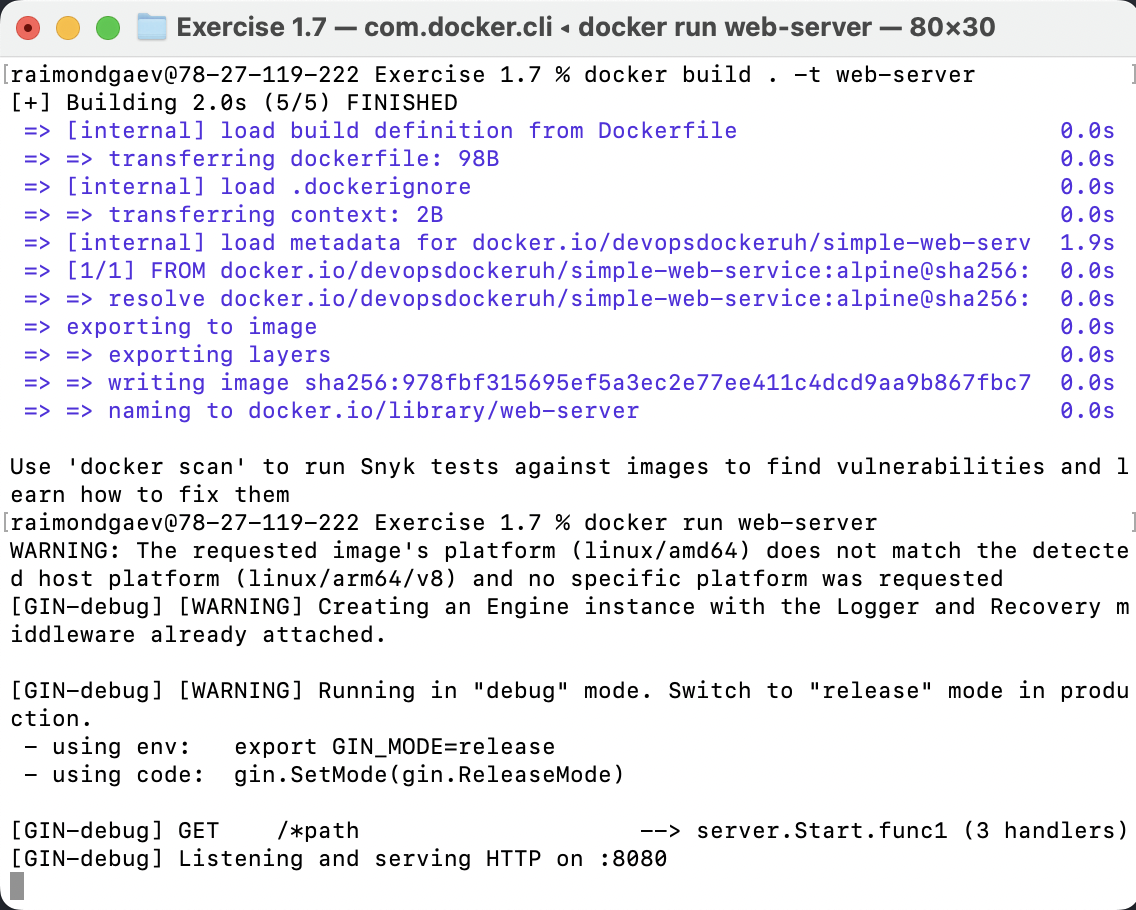 Exercise 1.7 — com.docker.cli ◂ docker run web-server — 80×30
[raimondgaev@78-27-119-222 Exercise 1.7 % docker build . -t web-server ]
[+] Building 2.0s (5/5) FINISHED
=> [internal] load build definition from Dockerfile 0.0s
=> => transferring dockerfile: 98B 0.0s
=> [internal] load .dockerignore 0.0s
=> => transferring context: 2B 0.0s
=> [internal] load metadata for docker.io/devopsdockeruh/simple-web-serv 1.9s
=> [1/1] FROM docker.io/devopsdockeruh/simple-web-service:alpine@sha256: 0.0s
=> => resolve docker.io/devopsdockeruh/simple-web-service:alpine@sha256: 0.0s
=> exporting to image 0.0s
=> => exporting layers 0.0s
=> => writing image sha256:978fbf315695ef5a3ec2e77ee411c4dcd9aa9b867fbc7 0.0s
=> => naming to docker.io/library/web-server 0.0s
Use 'docker scan' to run Snyk tests against images to find vulnerabilities and l
earn how to fix them
[raimondgaev@78-27-119-222 Exercise 1.7 % docker run web-server ]
WARNING: The requested image's platform (linux/amd64) does not match the detecte
d host platform (linux/arm64/v8) and no specific platform was requested
[GIN-debug] [WARNING] Creating an Engine instance with the Logger and Recovery m
iddleware already attached.
[GIN-debug] [WARNING] Running in "debug" mode. Switch to "release" mode in produ
ction.
- using env: export GIN_MODE=release
- using code: gin.SetMode(gin.ReleaseMode)
[GIN-debug] GET /*path --> server.Start.func1 (3 handlers)
[GIN-debug] Listening and serving HTTP on :8080